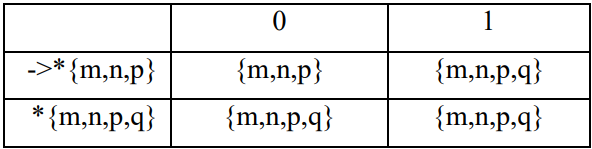 0 1
->*{m,n,p} {m,n,p} {m,n,p,q}
*{m,n,p,q} {m,n,p,q} {m,n,p,q}